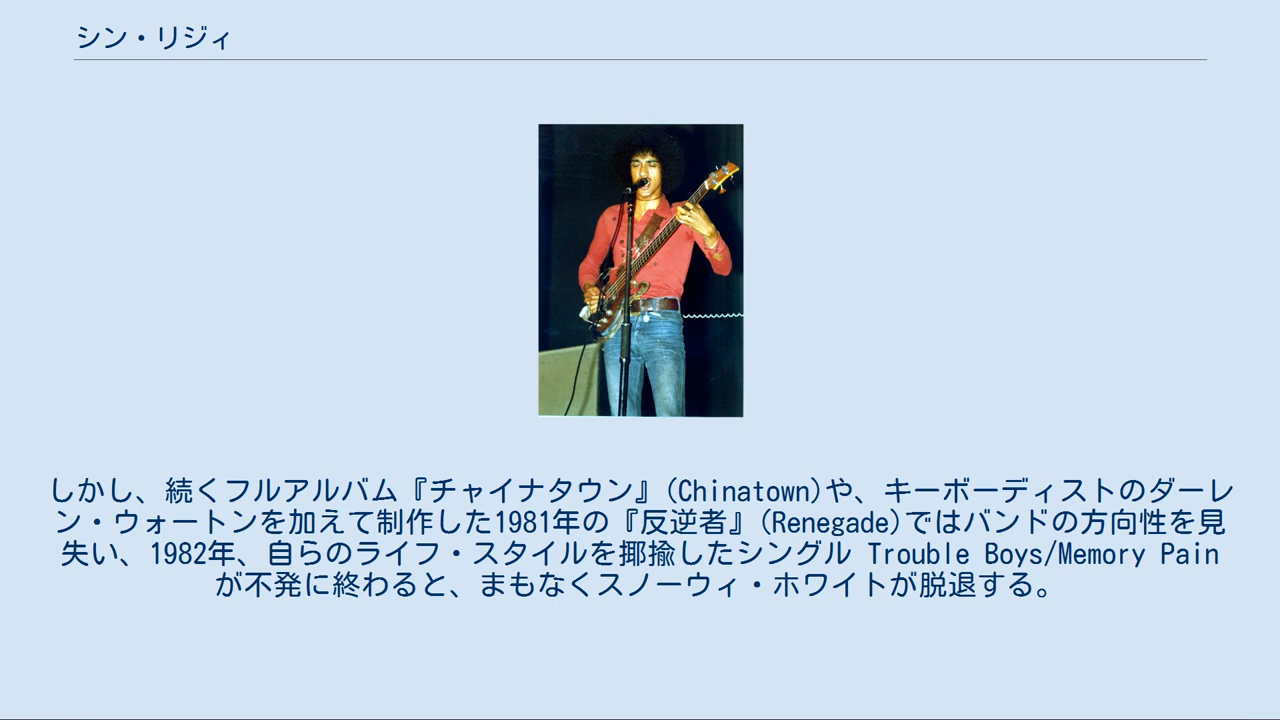 シン・リジィ
しかし、続くフルアルバム『チャイナタウン』(Chinatown)や、キーボーディストのダーレ
ン・ウォートンを加えて制作した1981年の『反逆者』(Renegade)ではバンドの方向性を見
失い、1982年、自らのライフ・スタイルを揶揄したシングル Trouble Boys/Memory Pain
が不発に終わると、まもなくスノーウィ・ホワイトが脱退する。